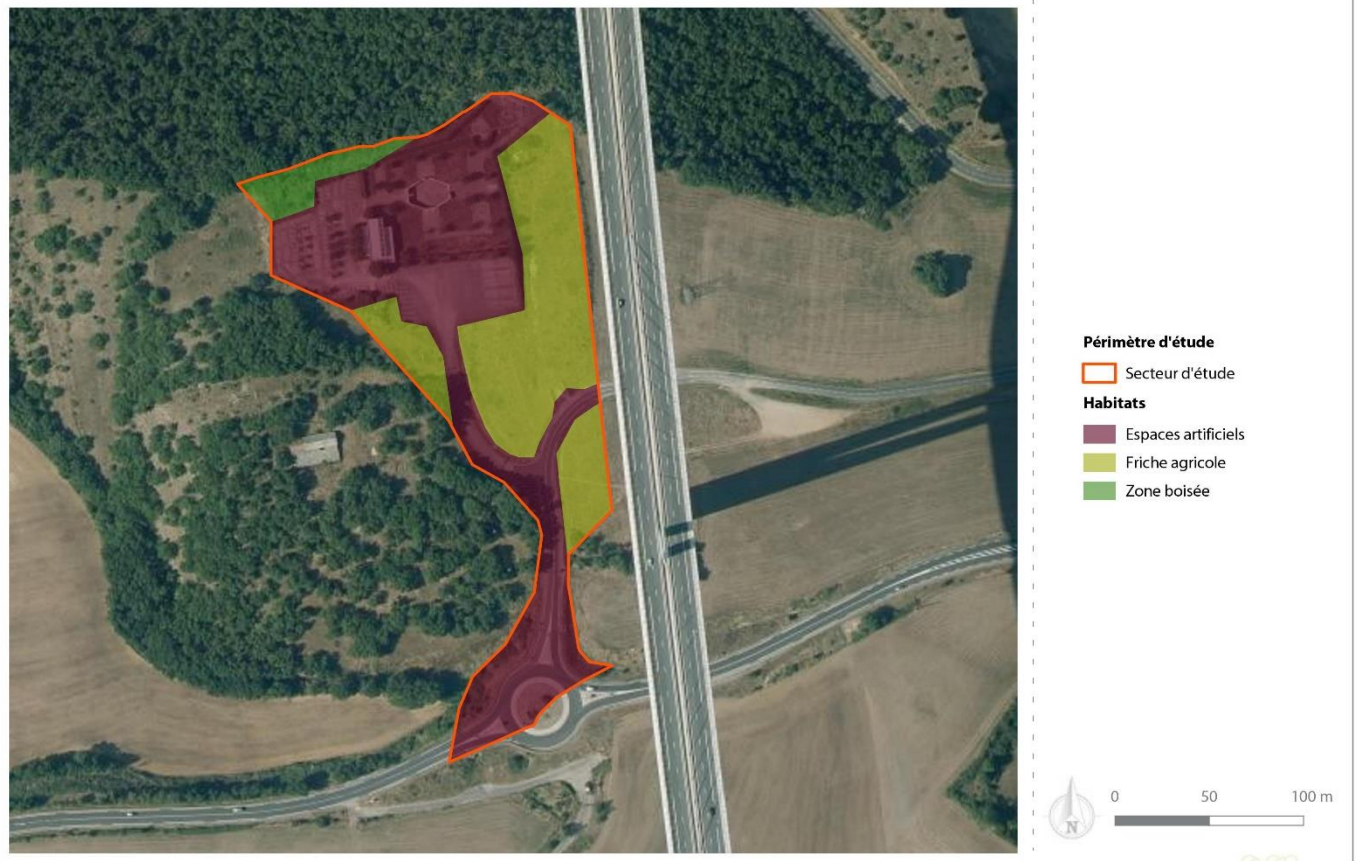 Périmètre d'étude
Secteur d'étude
Habitats
Espaces artificiels
Friche agricole
Zone boisée
N
0 50 100 m